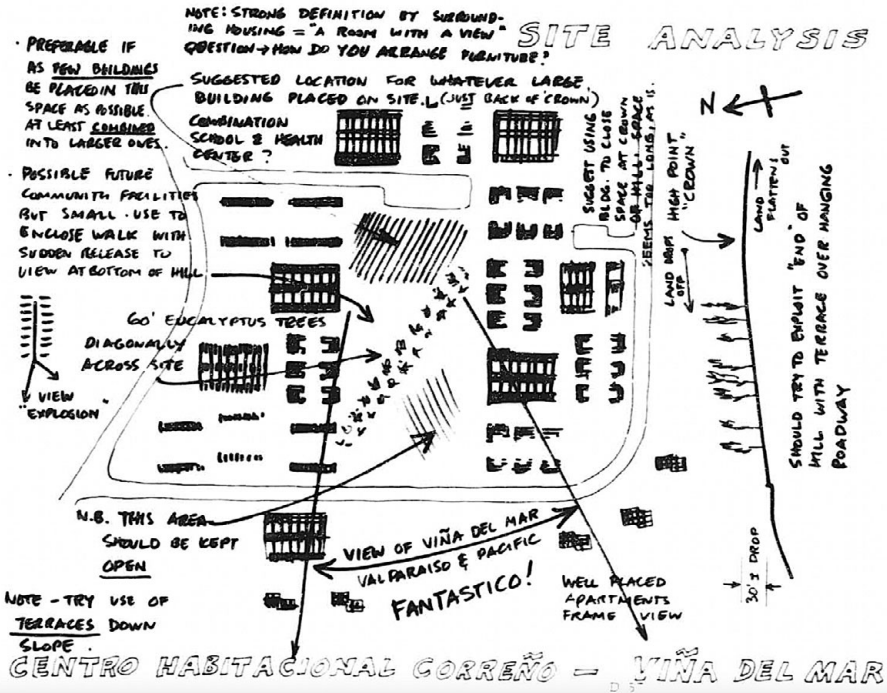 NOTE: STRONG DEFINITION BY SURROUND-
ING HOUSING = "A ROOM WITH A VIEW"
QUESTION → HOW DO YOU ARRANGE FURNITURE?
SITE ANALYSIS
· PREFERABLE IF
AS FEW BUILDINGS
BE PLACED IN THIS
SPACE AS POSSIBLE.
AT LEAST COMBINED
INTO LARGER ONES.
SUGGESTED LOCATION FOR WHATEVER LARGE
BUILDING PLACED ON SITE. (JUST BACK OF 'CROWN')
COMBINATION
SCHOOL & HEALTH
CENTER?
· POSSIBLE FUTURE
COMMUNITY FACILITIES
BUT SMALL · USE TO
ENCLOSE WALK WITH
SUDDEN RELEASE TO
VIEW AT BOTTOM OF HILL
SUGGEST USING
BLDG. TO CLOSE
SPACE AT CROWN
OF HILL · SPACE
SEEMS TOO LONG, AS IS.
HIGH POINT
"CROWN"
LAND DROPS
OFF
N
LAND
FLATTENS OUT
SHOULD TRY TO EXPLOIT "END" OF
HILL WITH TERRACE OVER HANGING
ROADWAY
30' ± DROP
60' EUCALYPTUS TREES
DIAGONALLY
ACROSS SITE
VIEW
"EXPLOSION"
N.B. THIS AREA
SHOULD BE KEPT
OPEN
VIEW OF VIÑA DEL MAR
VALPARAISO & PACIFIC
FANTASTICO!
WELL PLACED
APARTMENTS
FRAME VIEW
NOTE - TRY USE OF
TERRACES DOWN
SLOPE.
CENTRO HABITACIONAL CORREÑO - VIÑA DEL MAR
D.S